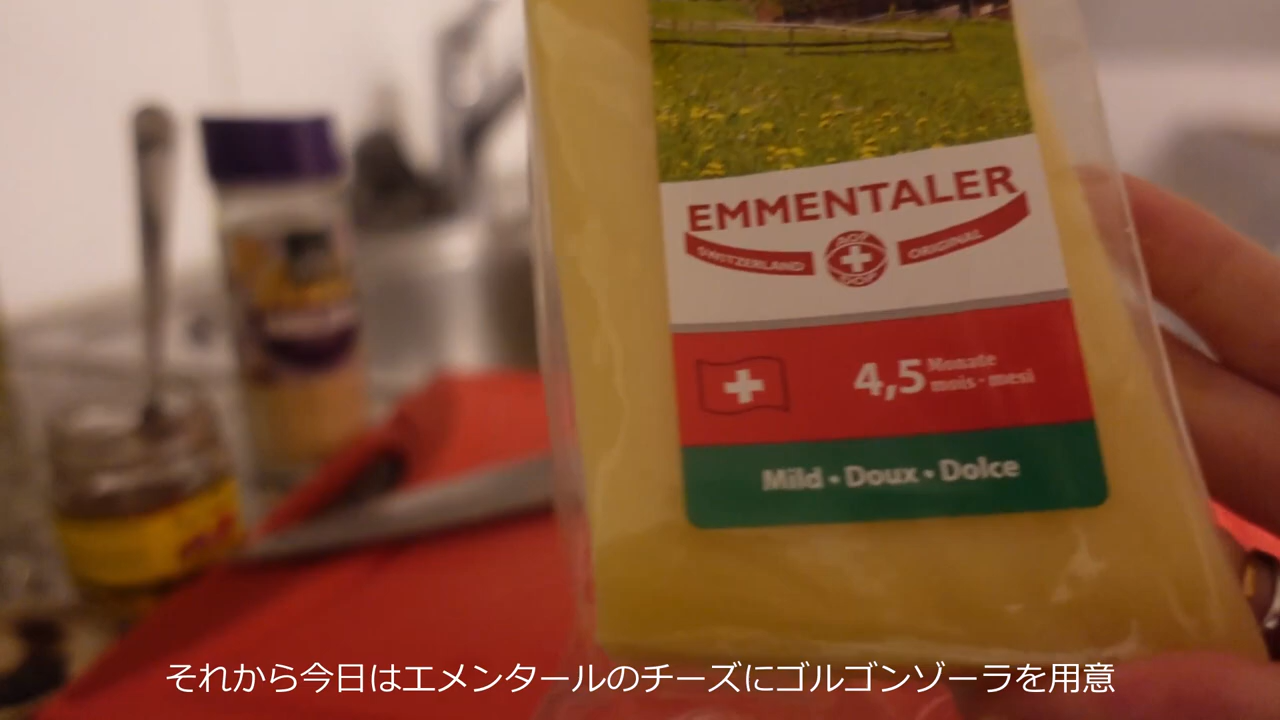 EMMENTALER
SWITZERLAND
AOP
DOP
ORIGINAL
4,5 Monate
mois · mesi
Mild · Doux · Dolce
それから今日はエメンタールのチーズにゴルゴンゾーラを用意